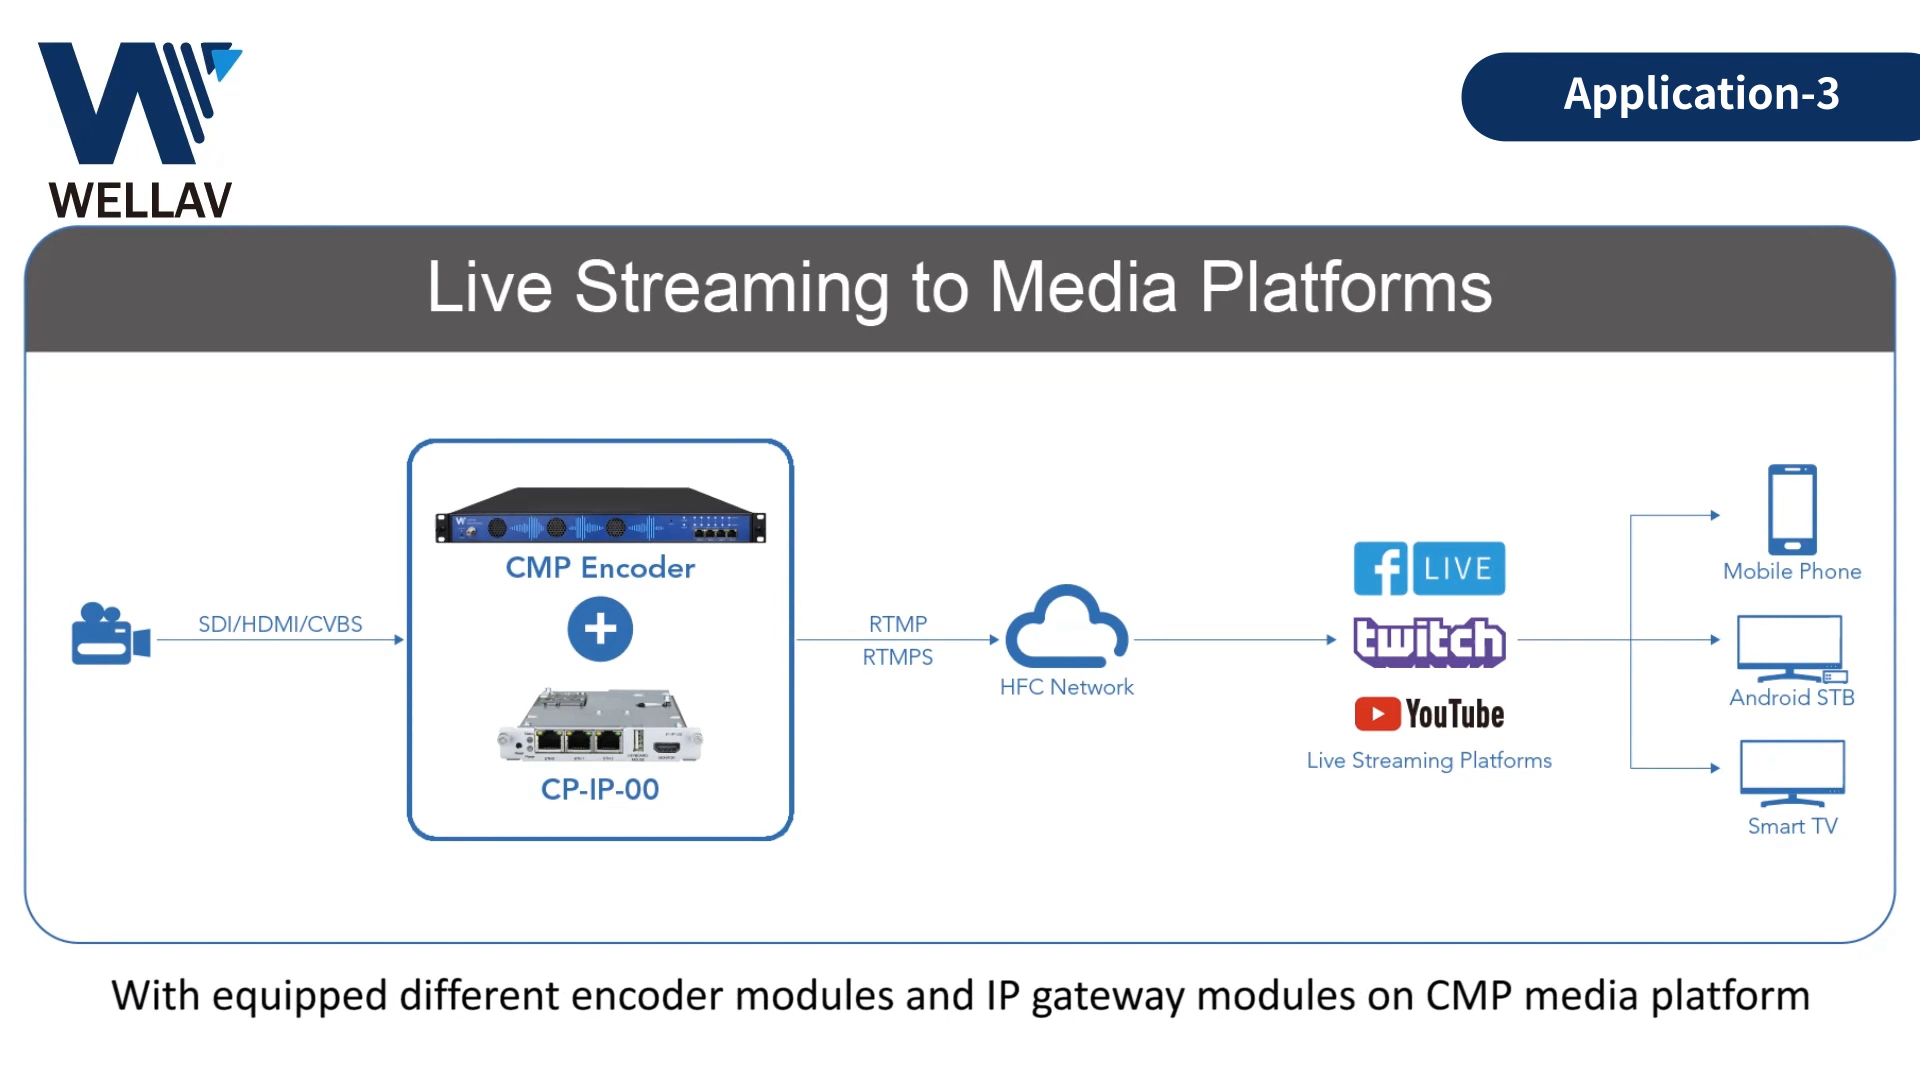 WELLAV
Application-3
Live Streaming to Media Platforms
SDI/HDMI/CVBS
CMP Encoder
CP-IP-00
RTMP
RTMPS
HFC Network
f LIVE
twitch
YouTube
Live Streaming Platforms
Mobile Phone
Android STB
Smart TV
With equipped different encoder modules and IP gateway modules on CMP media platform